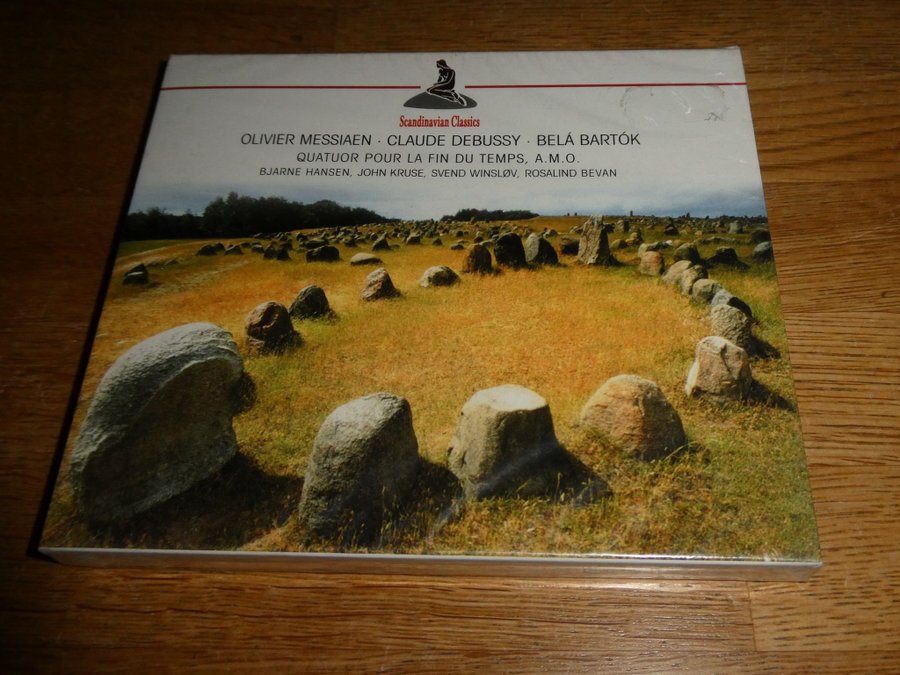 Scandinavian Classics
OLIVIER MESSIAEN · CLAUDE DEBUSSY · BELÁ BARTÓK
QUATUOR POUR LA FIN DU TEMPS, A.M.O.
BJARNE HANSEN, JOHN KRUSE, SVEND WINSLØV, ROSALIND BEVAN